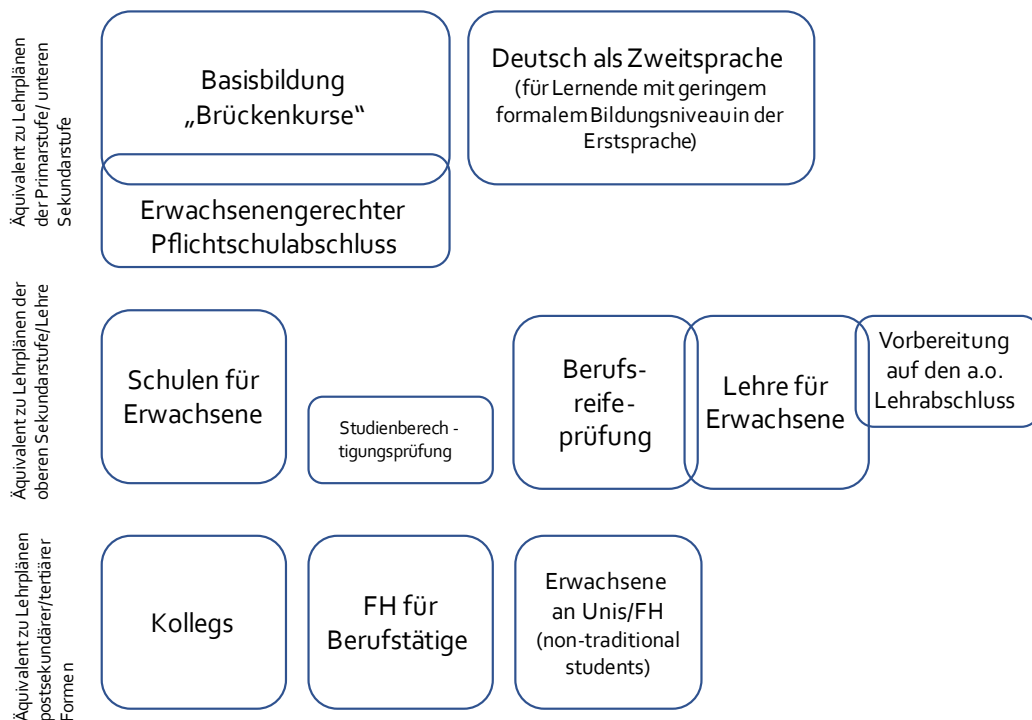 Äquivalent zu Lehrplänen
der Primarstufe/ unteren
Sekundarstufe
Basisbildung
„Brückenkurse“
Deutsch als Zweitsprache
(für Lernende mit geringem
formalem Bildungsniveau in der
Erstsprache)
Erwachsenengerechter
Pflichtschulabschluss
Äquivalent zu Lehrplänen der
oberen Sekundarstufe/Lehre
Schulen für
Erwachsene
Studienberech -
tigungsprüfung
Berufs-
reife-
prüfung
Lehre für
Erwachsene
Vorbereitung
auf den a.o.
Lehrabschluss
Äquivalent zu Lehrplänen
postsekundärer/tertiärer
Formen
Kollegs
FH für
Berufstätige
Erwachsene
an Unis/FH
(non-traditional
students)